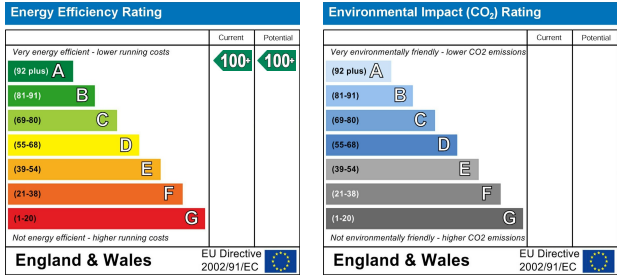 Energy Efficiency Rating
Current Potential
Very energy efficient - lower running costs
(92 plus) A 100+ 100+
(81-91) B
(69-80) C
(55-68) D
(39-54) E
(21-38) F
(1-20) G
Not energy efficient - higher running costs
England & Wales
EU Directive
2002/91/EC
Environmental Impact (CO2) Rating
Current Potential
Very environmentally friendly - lower CO2 emissions
(92 plus) A
(81-91) B
(69-80) C
(55-68) D
(39-54) E
(21-38) F
(1-20) G
Not environmentally friendly - higher CO2 emissions
England & Wales
EU Directive
2002/91/EC